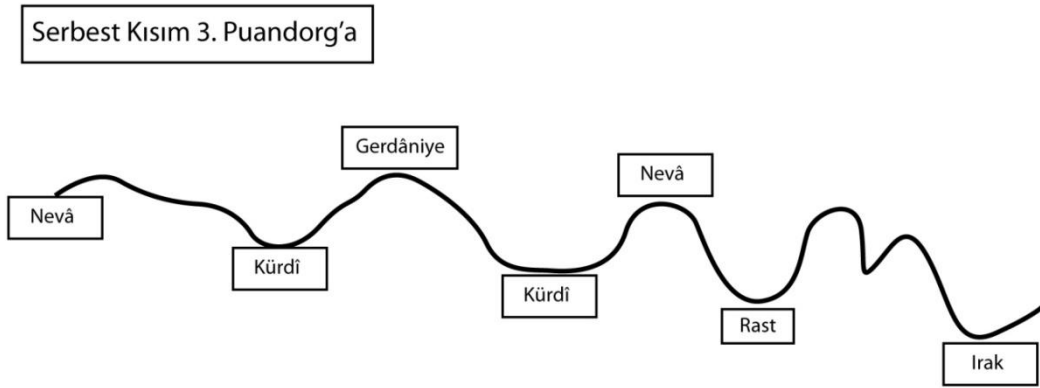 Serbest Kısım 3. Puandorg'a
Nevâ
Kürdî
Gerdâniye
Kürdî
Nevâ
Rast
Irak